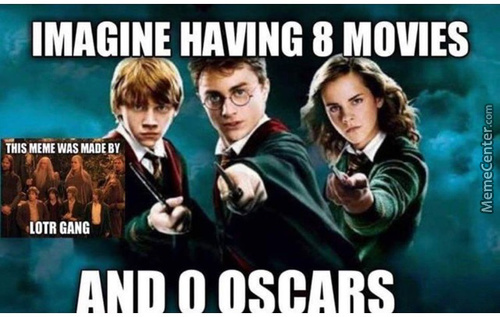 IMAGINE HAVING 8 MOVIES
THIS MEME WAS MADE BY
LOTR GANG
MemeCenter.com
AND 0 OSCARS